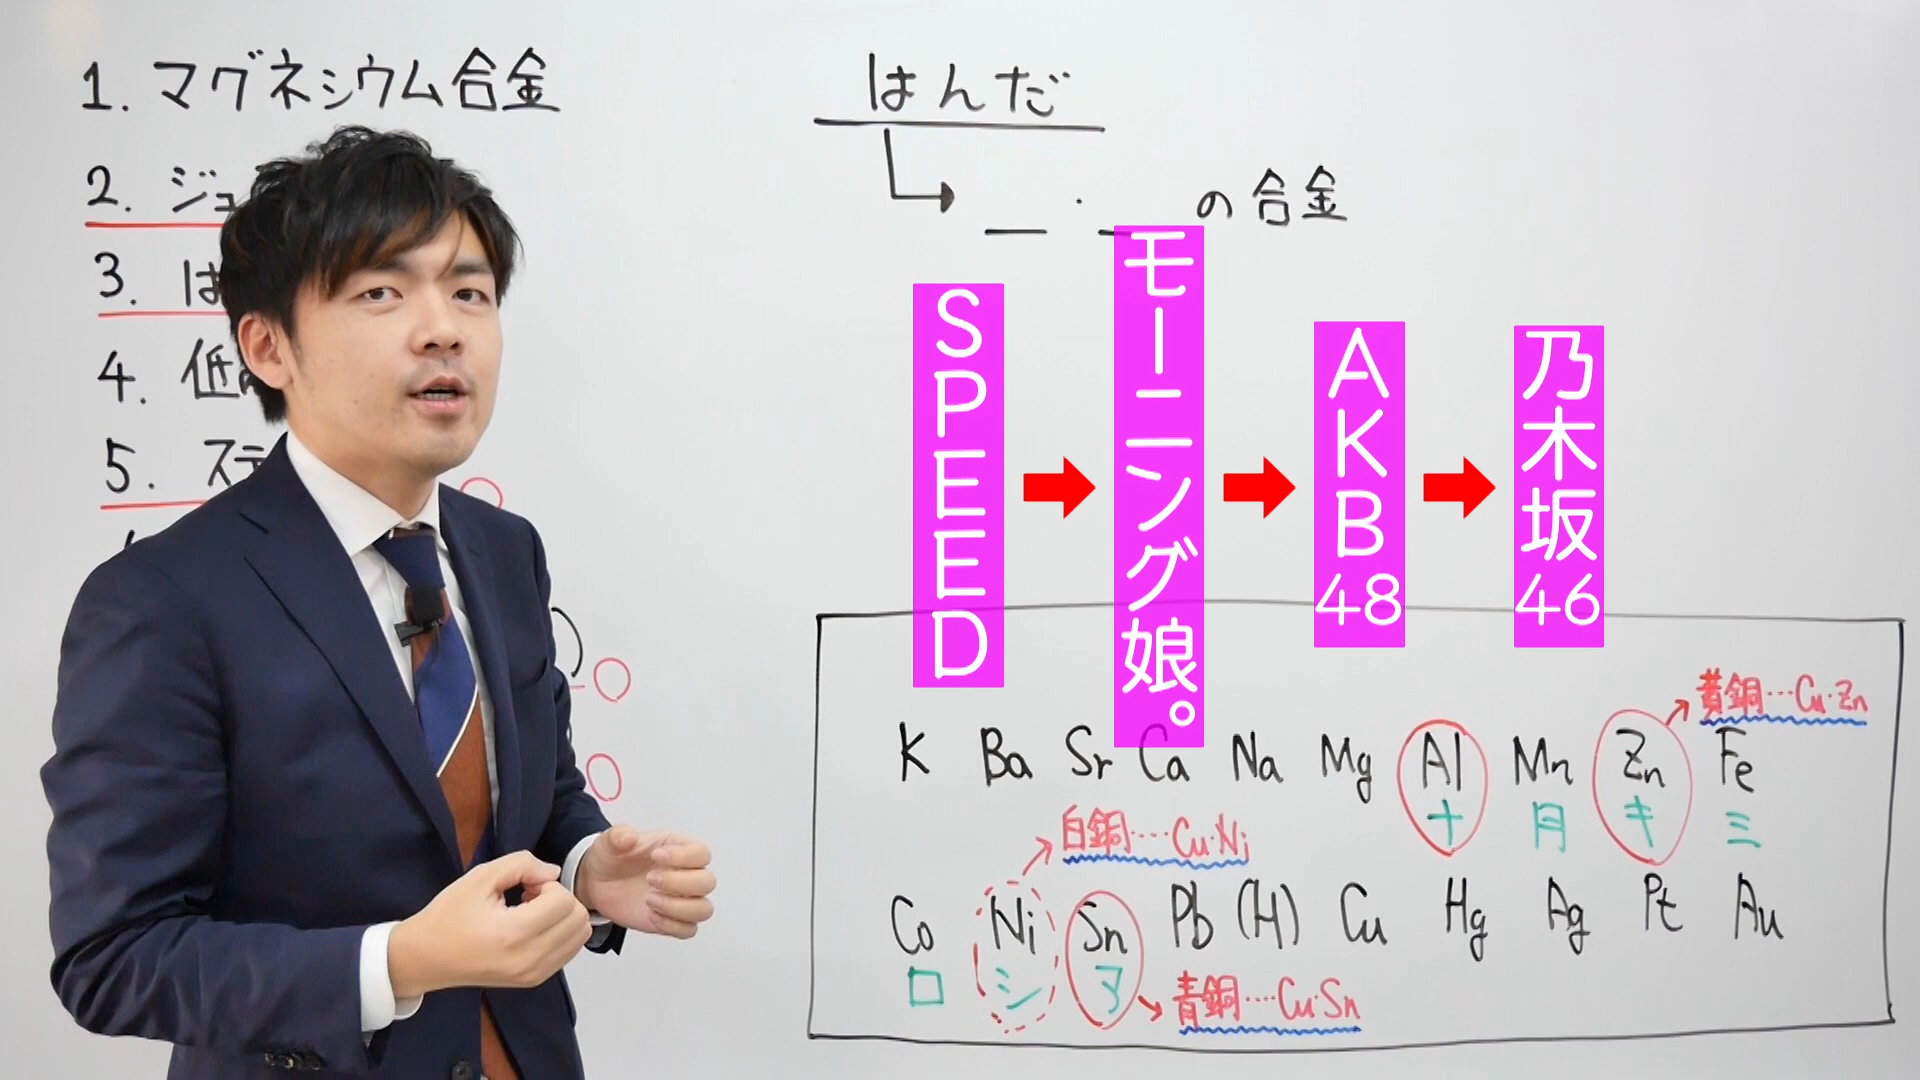 1. マグネシウム合金
2. ジュ
3. は
4. 低
5. ステ
はんだ
の合金
SPEED
モーニング娘。
AKB48
乃木坂46
黄銅…Cu・Zn
K Ba Sr Ca Na Mg Al Mn Zn Fe
ナ 月 キ ミ
白銅…Cu・Ni
Co Ni Sn Pb (H) Cu Hg Ag Pt Au
ロ シ ア
青銅…Cu・Sn